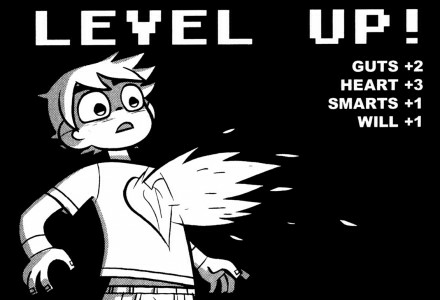 LEVEL UP!
GUTS +2
HEART +3
SMARTS +1
WILL +1